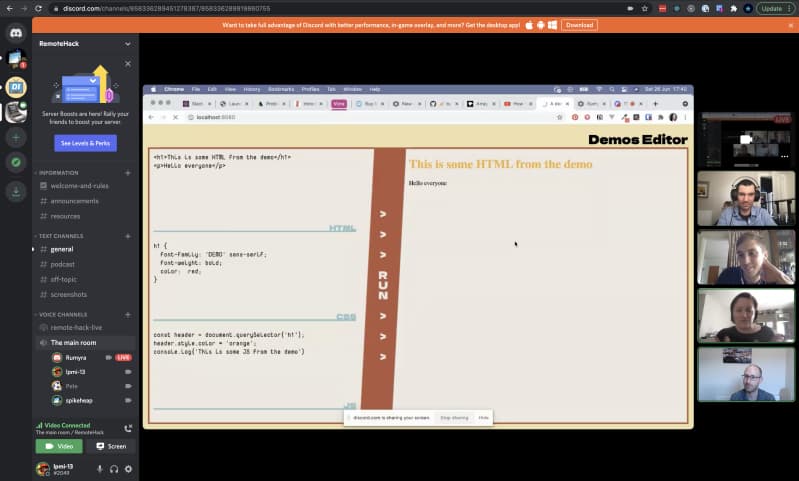 discord.com/channels/958336289451278387/958336289919660755
Update
Want to take full advantage of Discord with better performance, in-game overlay, and more? Get the desktop app!
Download
RemoteHack
Server Boosts are here! Rally your
friends to boost your server.
See Levels & Perks
INFORMATION
welcome-and-rules
announcements
resources
TEXT CHANNELS
general
podcast
off-topic
screenshots
VOICE CHANNELS
remote-hack-live
The main room
Rumyra
LIVE
lpmi-13
Pete
spikeheap
Video Connected
The main room / RemoteHack
Video
Screen
lpmi-13
#2049
Chrome File Edit View History Bookmarks Profiles Tab Window Help
Sat 26 Jun 17:40
View
localhost:8080
Demos Editor
<h1>This is some HTML from the demo</h1>
<p>Hello everyone</p>
HTML
h1 {
font-family: 'DEMO' sans-serif;
font-weight: bold;
color: red;
}
CSS
const header = document.querySelector('h1');
header.style.color = 'orange';
console.log('This is some JS from the demo')
JS
> > > RUN > > >
This is some HTML from the demo
Hello everyone
discord.com is sharing your screen.
Stop sharing
Hide
LIVE